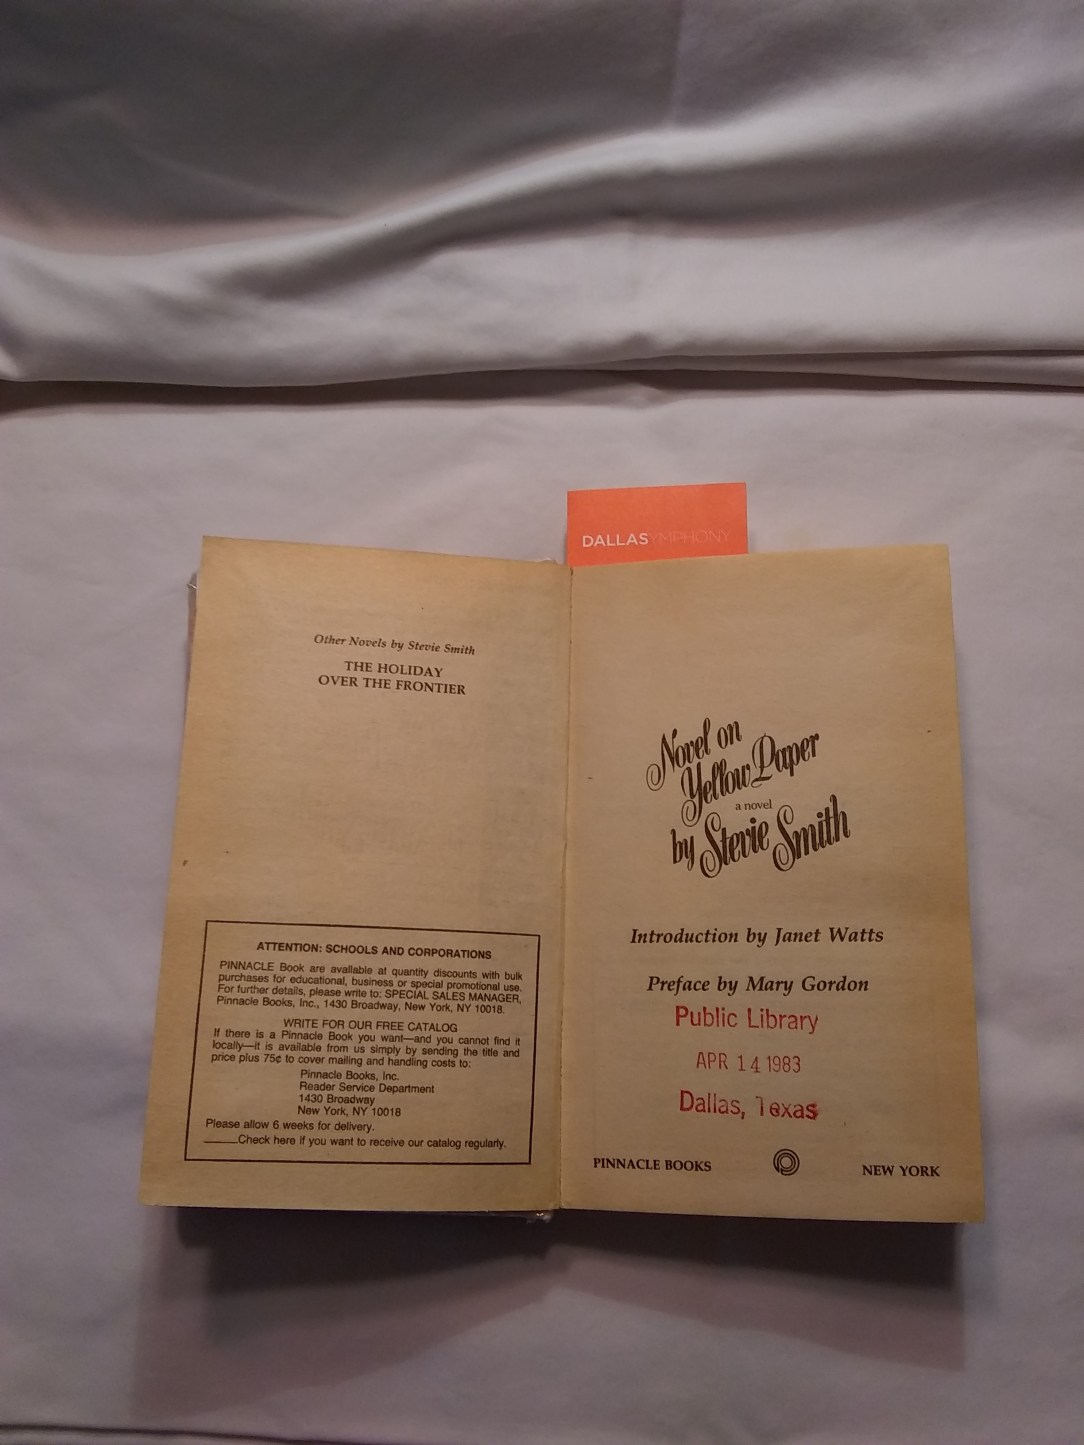 DALLASYMPHONY
Other Novels by Stevie Smith
THE HOLIDAY
OVER THE FRONTIER
ATTENTION: SCHOOLS AND CORPORATIONS
PINNACLE Book are available at quantity discounts with bulk
purchases for educational, business or special promotional use.
For further details, please write to: SPECIAL SALES MANAGER,
Pinnacle Books, Inc., 1430 Broadway, New York, NY 10018.
WRITE FOR OUR FREE CATALOG
If there is a Pinnacle Book you want—and you cannot find it
locally—it is available from us simply by sending the title and
price plus 75¢ to cover mailing and handling costs to:
Pinnacle Books, Inc.
Reader Service Department
1430 Broadway
New York, NY 10018
Please allow 6 weeks for delivery.
_____Check here if you want to receive our catalog regularly.
Novel on
Yellow Paper
a novel
by Stevie Smith
Introduction by Janet Watts
Preface by Mary Gordon
Public Library
APR 14 1983
Dallas, Texas
PINNACLE BOOKS NEW YORK